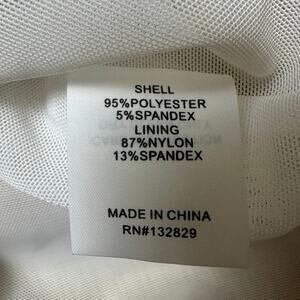 SHELL
95%POLYESTER
5%SPANDEX
LINING
87%NYLON
13%SPANDEX
MADE IN CHINA
RN#132829